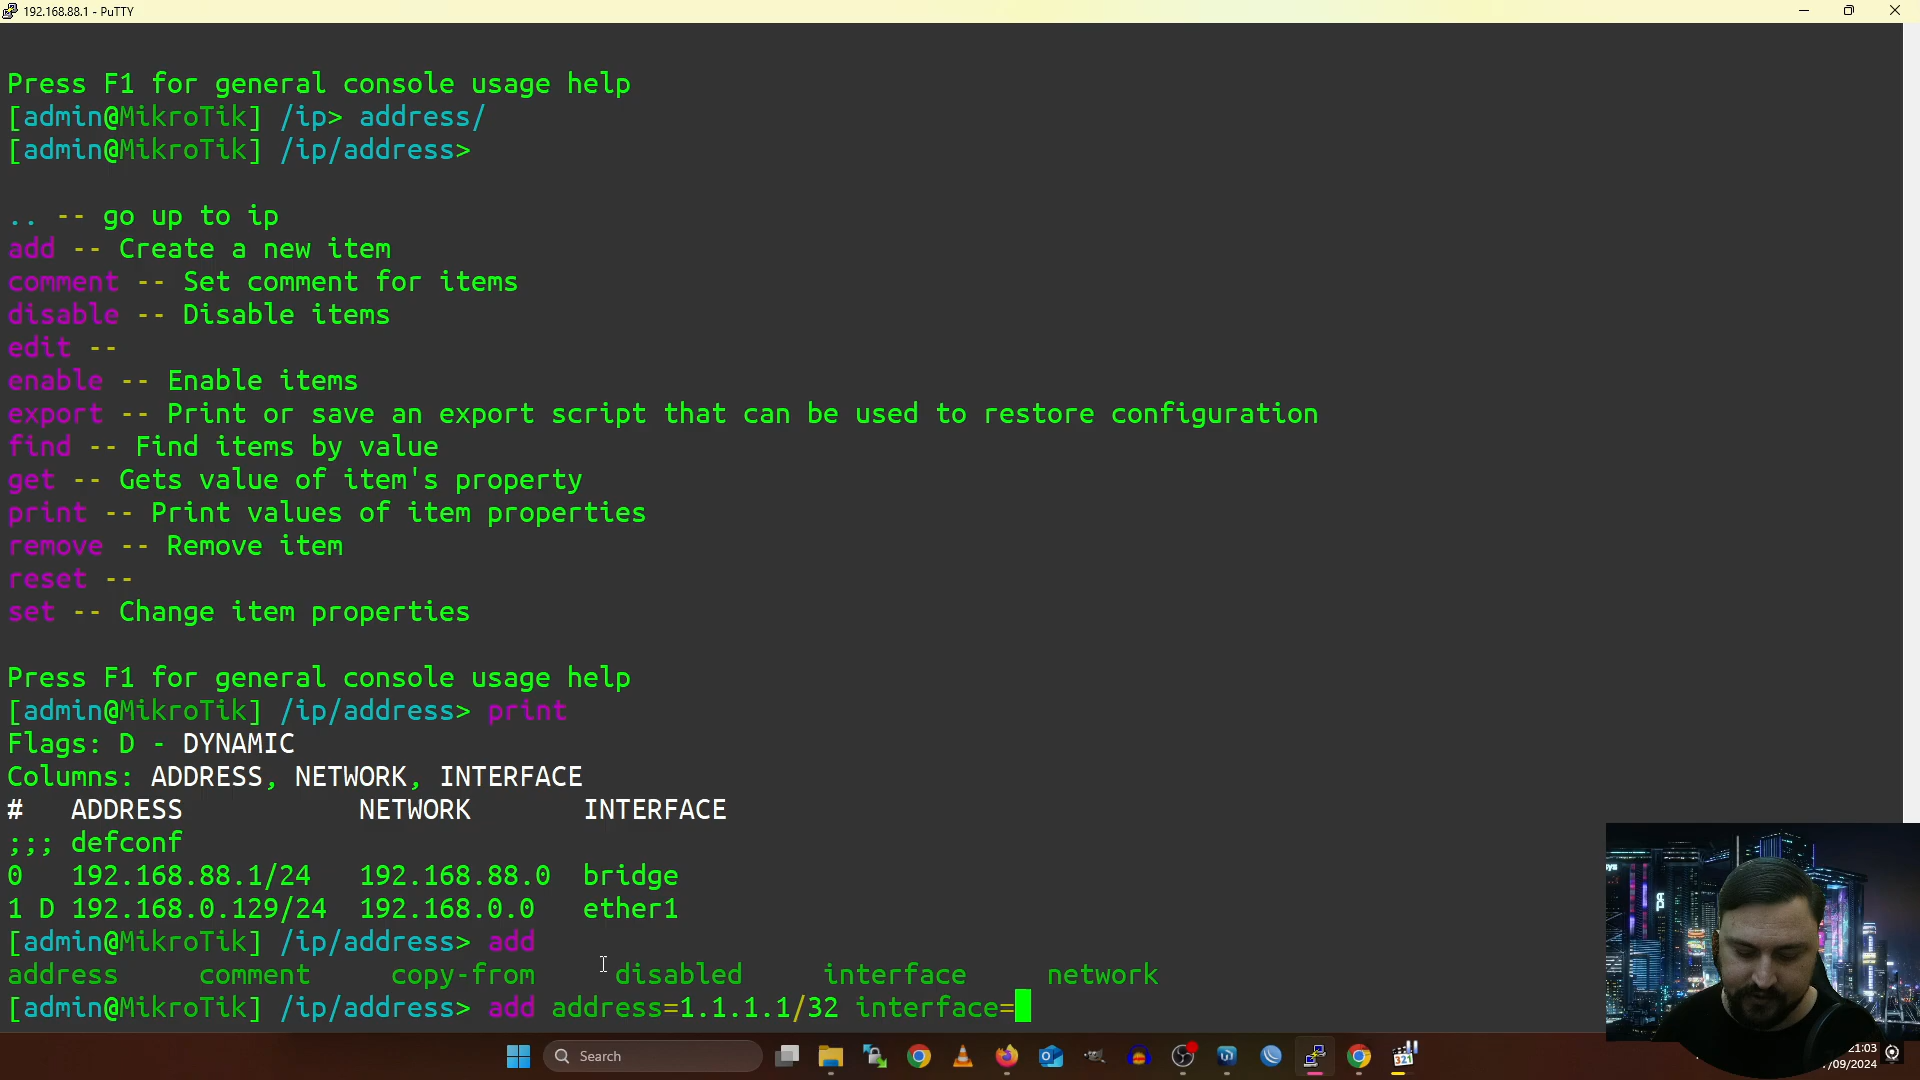 192.168.88.1 - PuTTY
Press F1 for general console usage help
[admin@MikroTik] /ip> address/
[admin@MikroTik] /ip/address>
.. -- go up to ip
add -- Create a new item
comment -- Set comment for items
disable -- Disable items
edit --
enable -- Enable items
export -- Print or save an export script that can be used to restore configuration
find -- Find items by value
get -- Gets value of item's property
print -- Print values of item properties
remove -- Remove item
reset --
set -- Change item properties
Press F1 for general console usage help
[admin@MikroTik] /ip/address> print
Flags: D - DYNAMIC
Columns: ADDRESS, NETWORK, INTERFACE
# ADDRESS NETWORK INTERFACE
;;; defconf
0 192.168.88.1/24 192.168.88.0 bridge
1 D 192.168.0.129/24 192.168.0.0 ether1
[admin@MikroTik] /ip/address> add
address comment copy-from disabled interface network
[admin@MikroTik] /ip/address> add address=1.1.1.1/32 interface=
Search
321
21:03
/09/2024